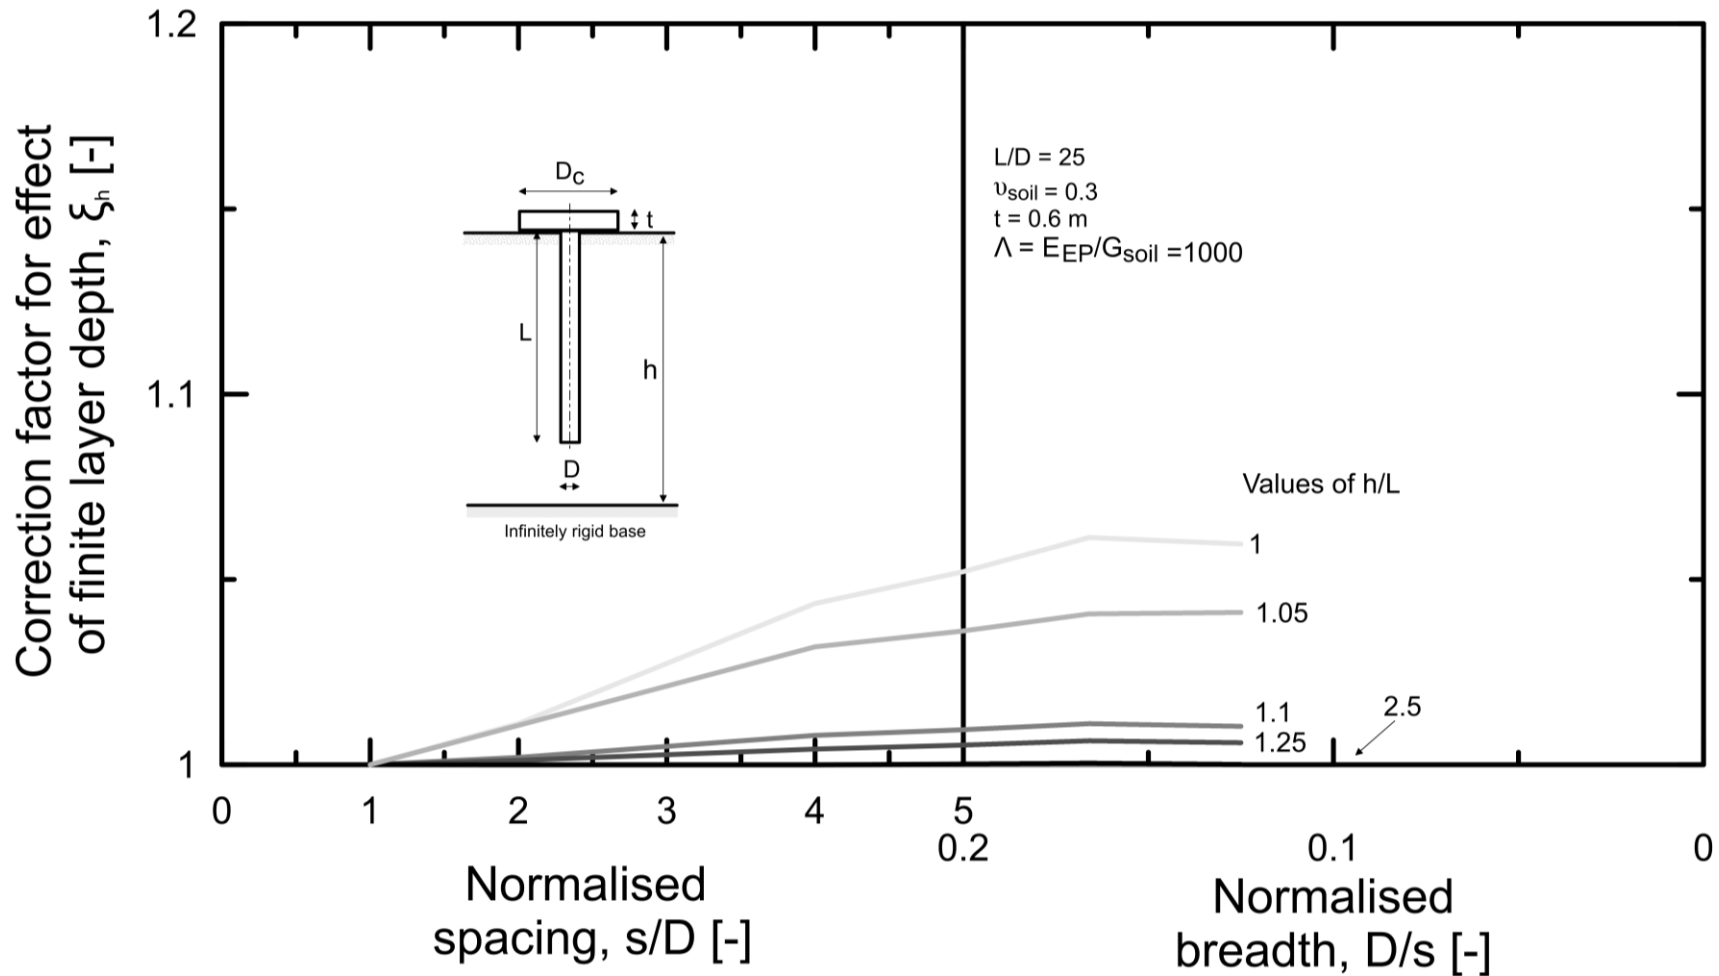 Correction factor for effect
of finite layer depth, ξh [-]
1.2
1.1
1
DC
t
L
h
D
Infinitely rigid base
L/D = 25
υsoil = 0.3
t = 0.6 m
Λ = EEP/Gsoil =1000
Values of h/L
1
1.05
1.1
1.25
2.5
0 1 2 3 4 5
0.2 0.1 0
Normalised
spacing, s/D [-]
Normalised
breadth, D/s [-]